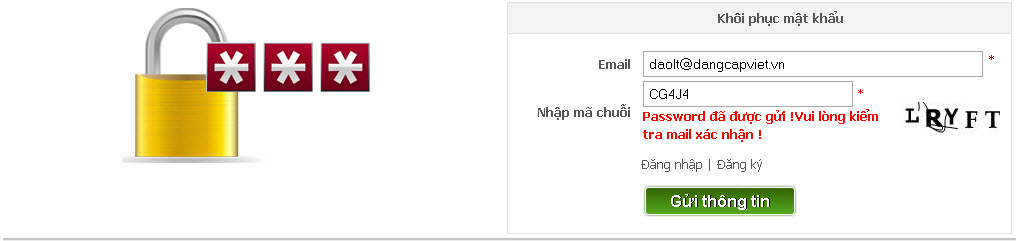 Khôi phục mật khẩu
Email daolt@dangcapviet.vn *
Nhập mã chuỗi CG4J4 *
Password đã được gửi !Vui lòng kiểm
tra mail xác nhận !
L'RYFT
Đăng nhập | Đăng ký
Gửi thông tin
* * *